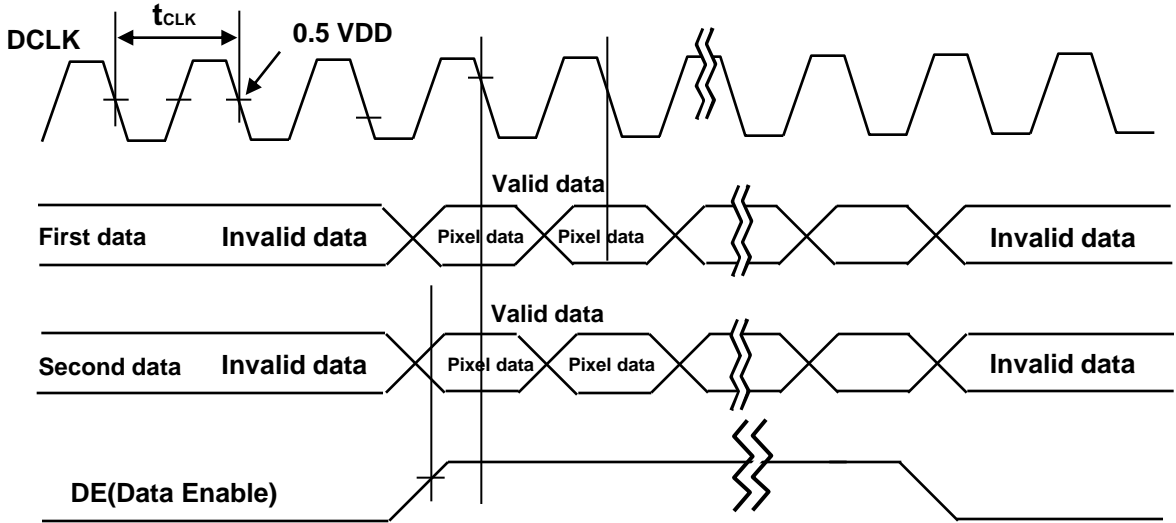 tCLK
DCLK
0.5 VDD
Valid data
First data
Invalid data
Pixel data
Pixel data
Invalid data
Valid data
Second data
Invalid data
Pixel data
Pixel data
Invalid data
DE(Data Enable)